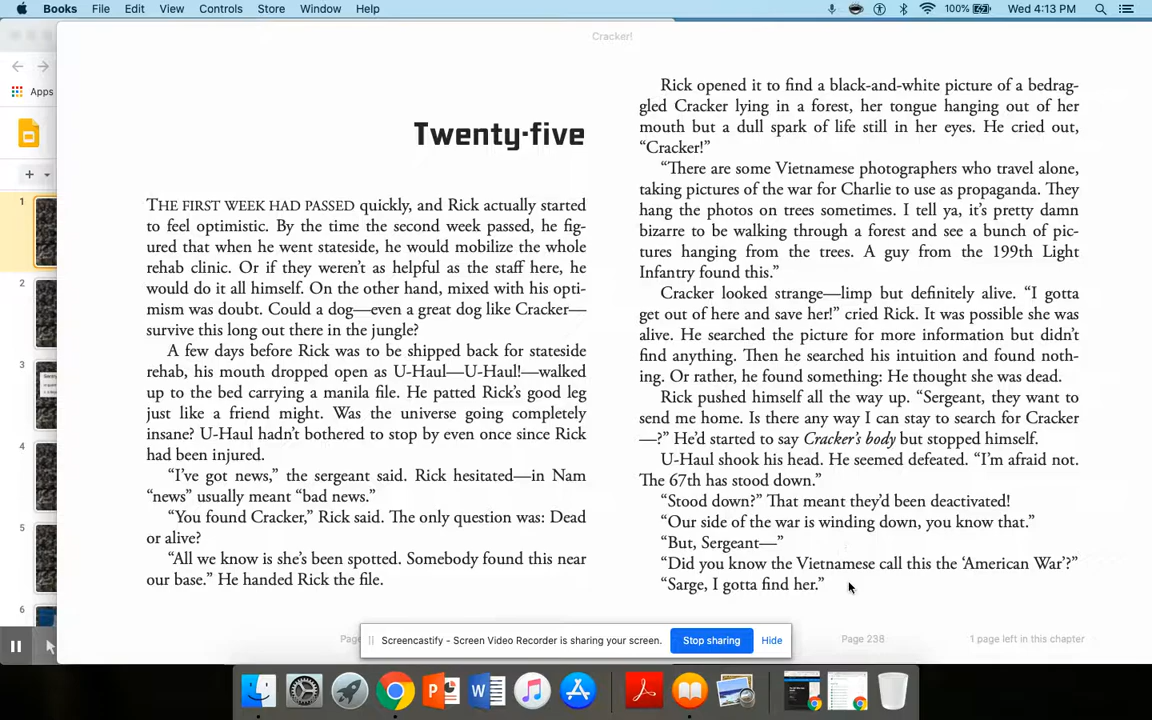 Books File Edit View Controls Store Window Help 100% Wed 4:13 PM
Cracker!
Apps
1
2
3
4
5
6
Twenty-five
THE FIRST WEEK HAD PASSED quickly, and Rick actually started
to feel optimistic. By the time the second week passed, he fig-
ured that when he went stateside, he would mobilize the whole
rehab clinic. Or if they weren't as helpful as the staff here, he
would do it all himself. On the other hand, mixed with his opti-
mism was doubt. Could a dog—even a great dog like Cracker—
survive this long out there in the jungle?
A few days before Rick was to be shipped back for stateside
rehab, his mouth dropped open as U-Haul—U-Haul!—walked
up to the bed carrying a manila file. He patted Rick's good leg
just like a friend might. Was the universe going completely
insane? U-Haul hadn't bothered to stop by even once since Rick
had been injured.
"I've got news," the sergeant said. Rick hesitated—in Nam
"news" usually meant "bad news."
"You found Cracker," Rick said. The only question was: Dead
or alive?
"All we know is she's been spotted. Somebody found this near
our base." He handed Rick the file.
Rick opened it to find a black-and-white picture of a bedrag-
gled Cracker lying in a forest, her tongue hanging out of her
mouth but a dull spark of life still in her eyes. He cried out,
"Cracker!"
"There are some Vietnamese photographers who travel alone,
taking pictures of the war for Charlie to use as propaganda. They
hang the photos on trees sometimes. I tell ya, it's pretty damn
bizarre to be walking through a forest and see a bunch of pic-
tures hanging from the trees. A guy from the 199th Light
Infantry found this."
Cracker looked strange—limp but definitely alive. "I gotta
get out of here and save her!" cried Rick. It was possible she was
alive. He searched the picture for more information but didn't
find anything. Then he searched his intuition and found noth-
ing. Or rather, he found something: He thought she was dead.
Rick pushed himself all the way up. "Sergeant, they want to
send me home. Is there any way I can stay to search for Cracker
—?" He'd started to say Cracker's body but stopped himself.
U-Haul shook his head. He seemed defeated. "I'm afraid not.
The 67th has stood down."
"Stood down?" That meant they'd been deactivated!
"Our side of the war is winding down, you know that."
"But, Sergeant—"
"Did you know the Vietnamese call this the 'American War'?"
"Sarge, I gotta find her."
Page 238 1 page left in this chapter
Screencastify - Screen Video Recorder is sharing your screen. Stop sharing Hide